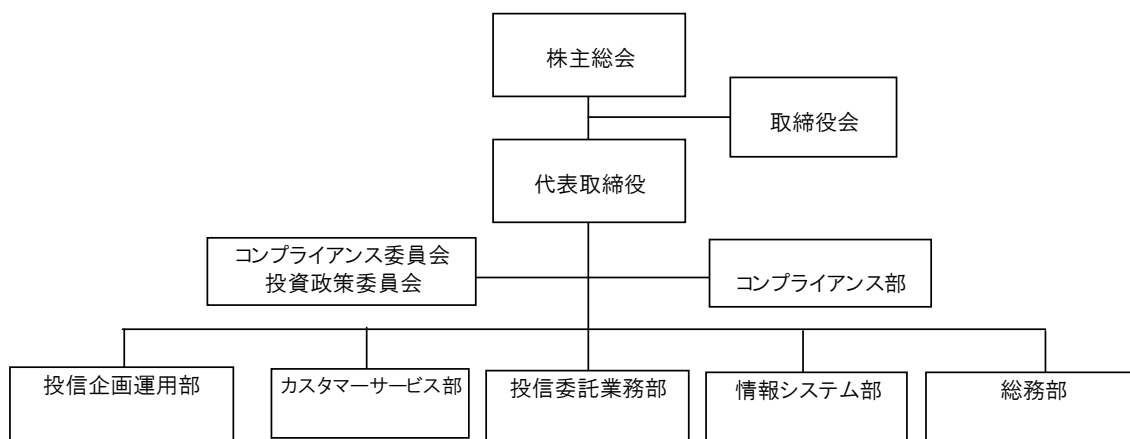 株主総会
取締役会
代表取締役
コンプライアンス委員会
投資政策委員会
コンプライアンス部
投信企画運用部
カスタマーサービス部
投信委託業務部
情報システム部
総務部